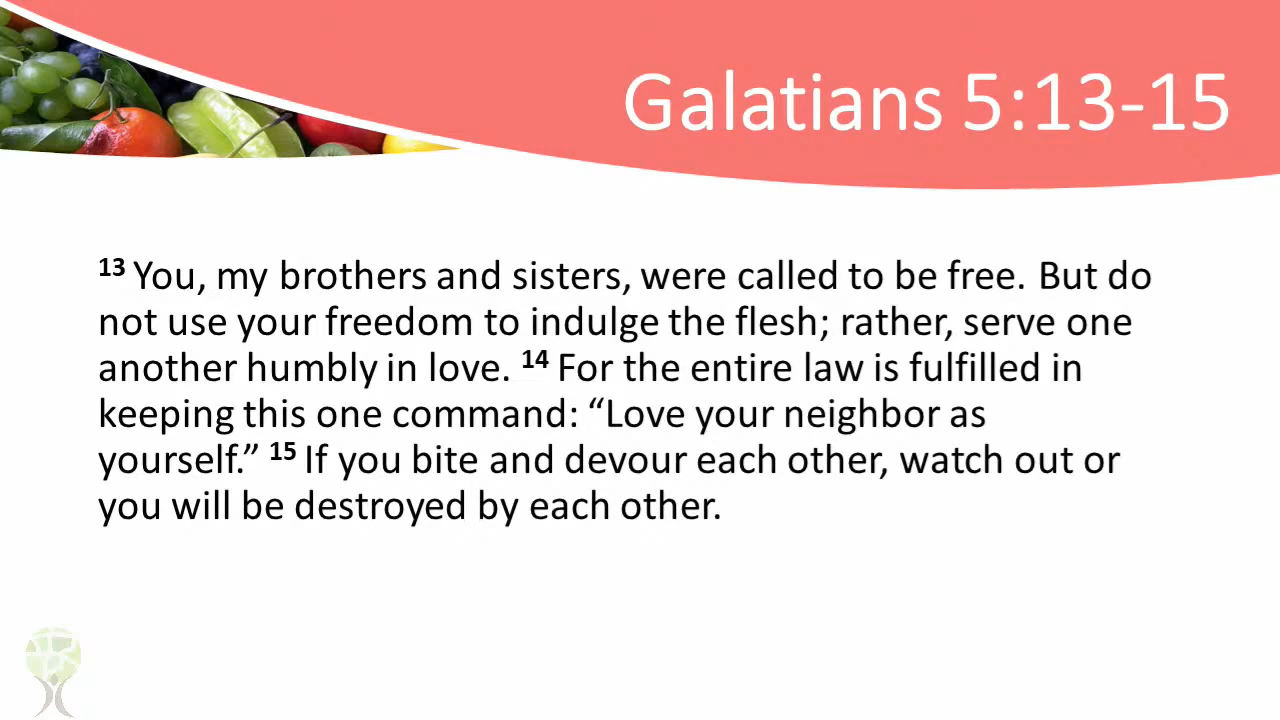 Galatians 5:13-15
13 You, my brothers and sisters, were called to be free. But do
not use your freedom to indulge the flesh; rather, serve one
another humbly in love. 14 For the entire law is fulfilled in
keeping this one command: “Love your neighbor as
yourself.” 15 If you bite and devour each other, watch out or
you will be destroyed by each other.